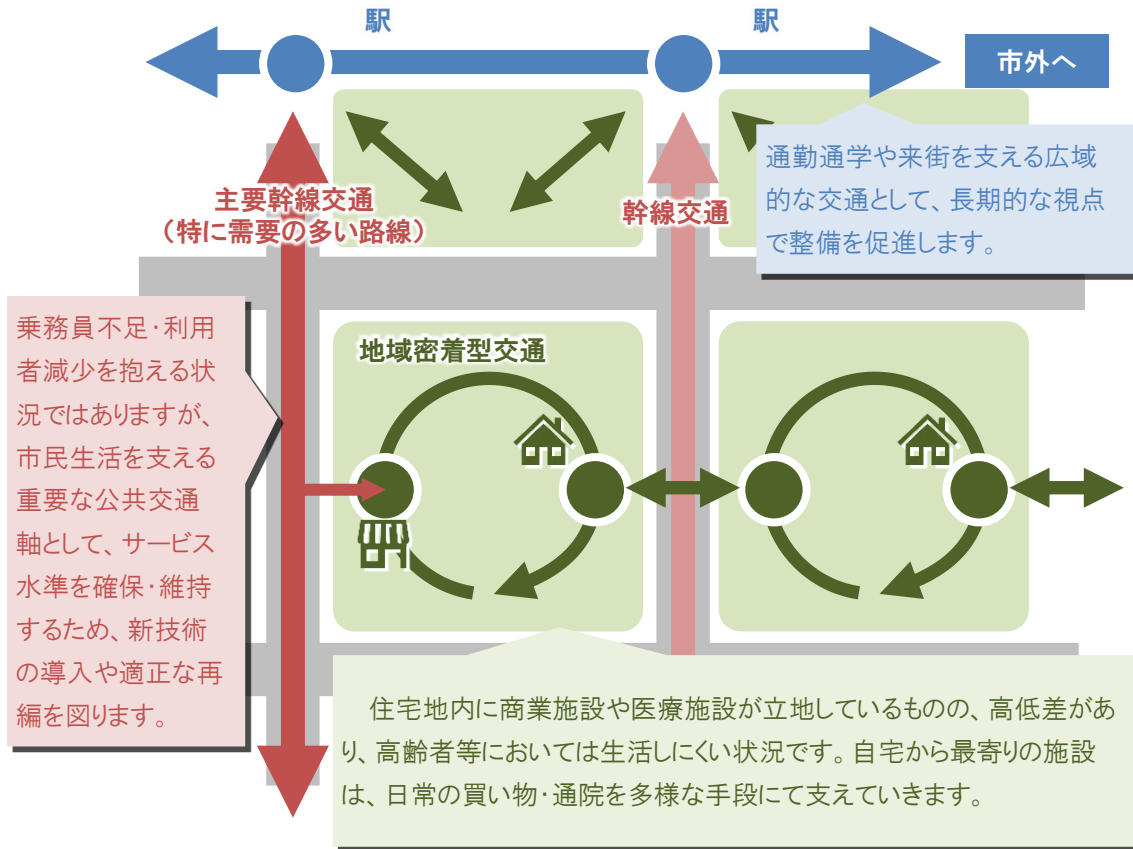 駅
駅
市外へ
通勤通学や来街を支える広域
的な交通として、長期的な視点
で整備を促進します。
主要幹線交通
（特に需要の多い路線）
幹線交通
乗務員不足・利用
者減少を抱える状
況ではありますが、
市民生活を支える
重要な公共交通
軸として、サービス
水準を確保・維持
するため、新技術
の導入や適正な再
編を図ります。
地域密着型交通
住宅地内に商業施設や医療施設が立地しているものの、高低差があ
り、高齢者等においては生活しにくい状況です。自宅から最寄りの施設
は、日常の買い物・通院を多様な手段にて支えていきます。